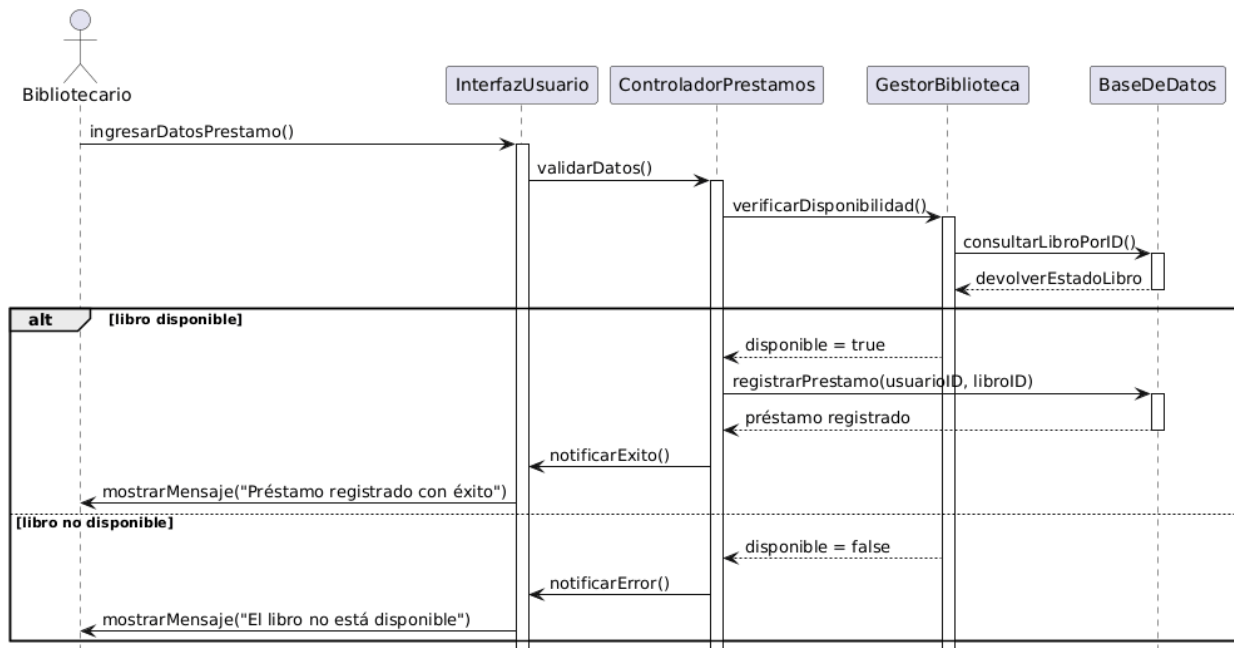 Bibliotecario
InterfazUsuario
ControladorPrestamos
GestorBiblioteca
BaseDeDatos
ingresarDatosPrestamo()
validarDatos()
verificarDisponibilidad()
consultarLibroPorID()
devolverEstadoLibro
alt [libro disponible]
disponible = true
registrarPrestamo(usuarioID, libroID)
préstamo registrado
notificarExito()
mostrarMensaje("Préstamo registrado con éxito")
[libro no disponible]
disponible = false
notificarError()
mostrarMensaje("El libro no está disponible")